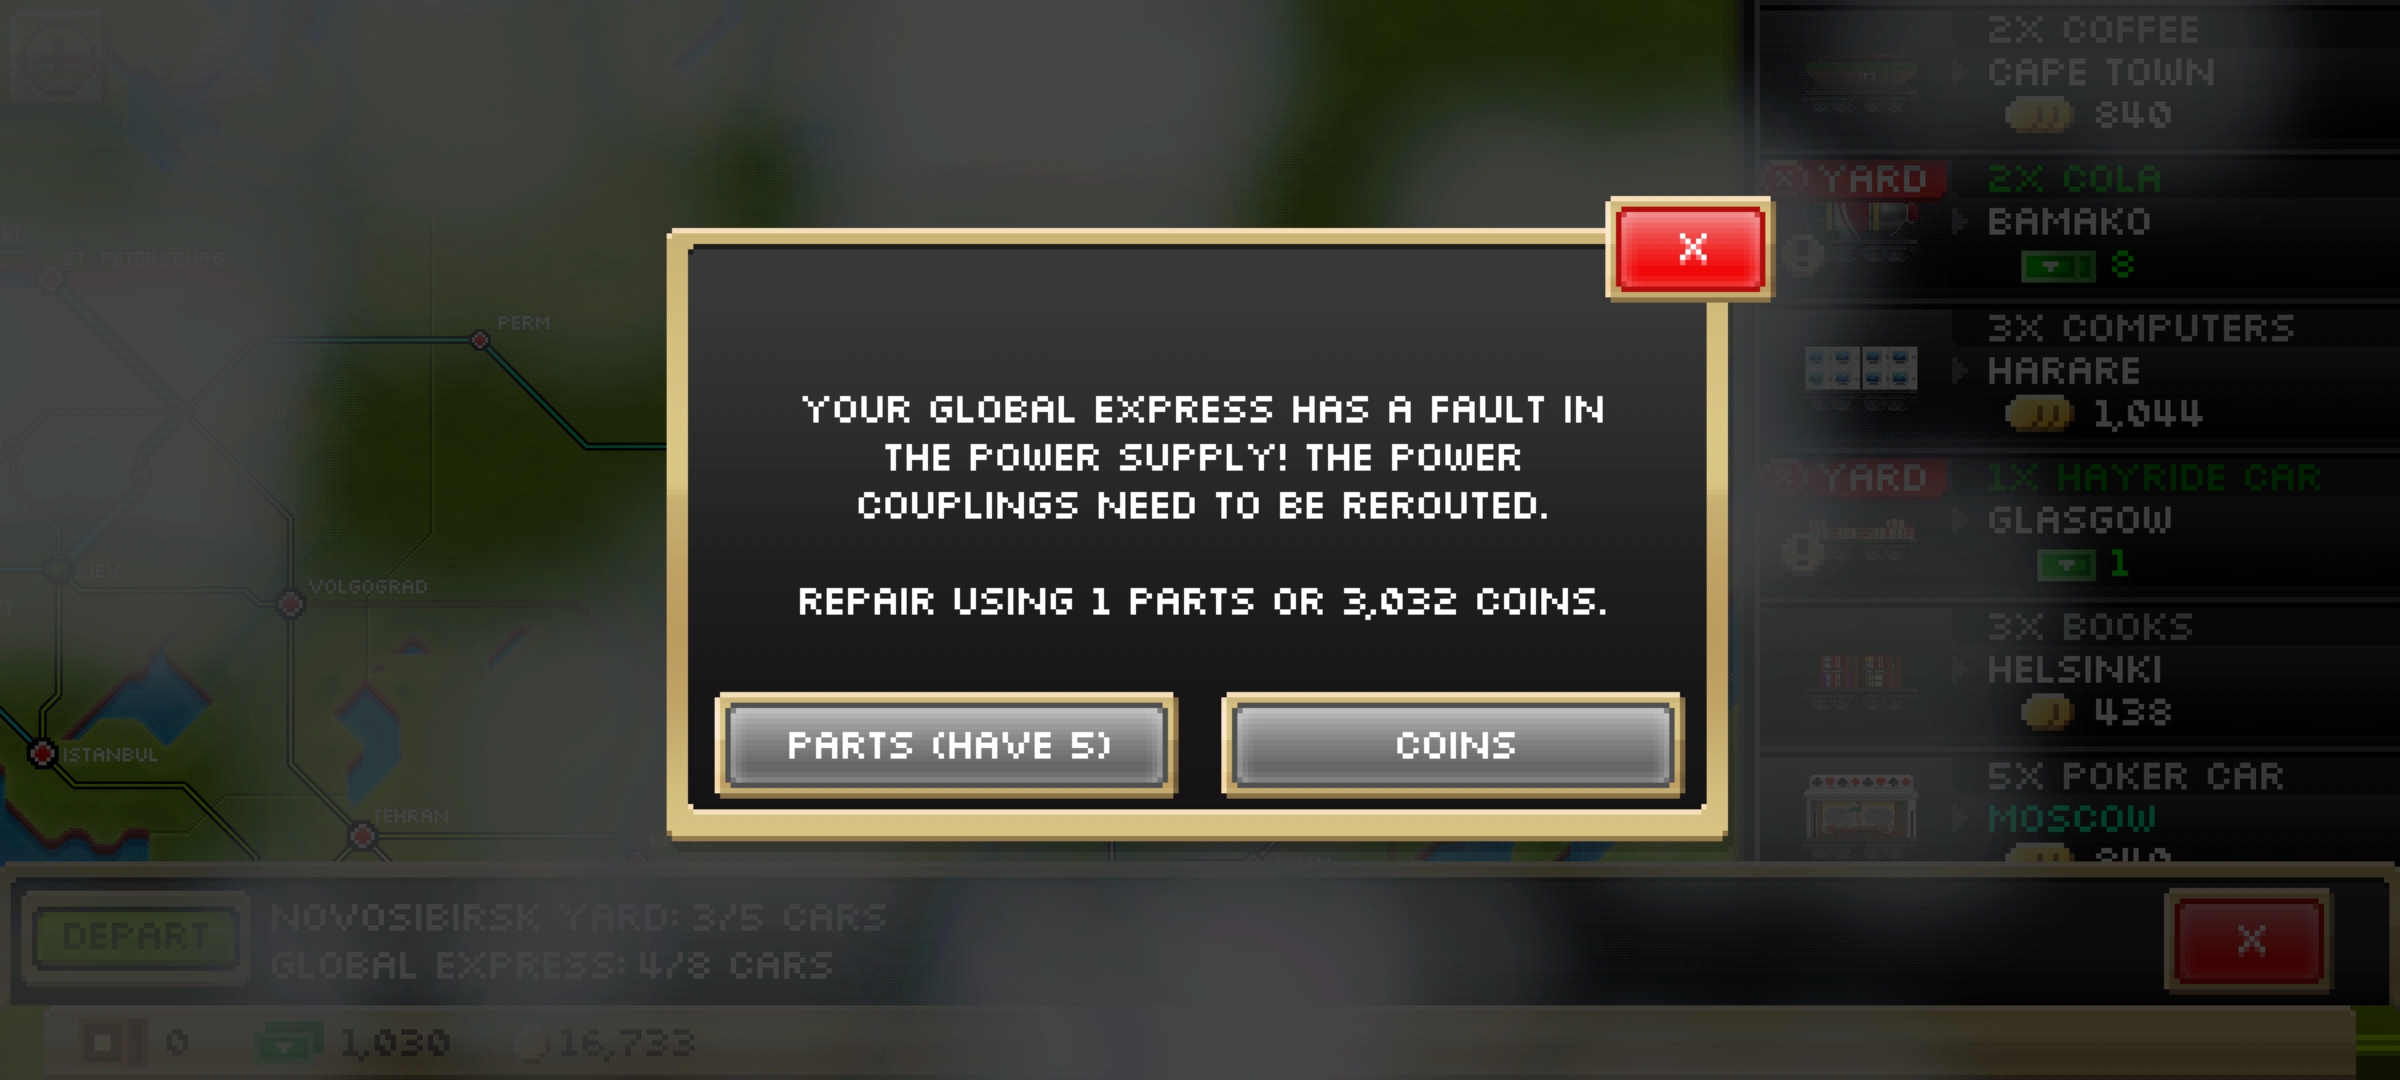 2X COFFEE
CAPE TOWN
840
YARD
2X COLA
BAMAKO
8
3X COMPUTERS
HARARE
1,044
YARD
1X HAYRIDE CAR
GLASGOW
1
3X BOOKS
HELSINKI
438
5X POKER CAR
MOSCOW
840
ST. PETERSBURG
PERM
KIEV
VOLGOGRAD
ISTANBUL
TEHRAN
X
YOUR GLOBAL EXPRESS HAS A FAULT IN
THE POWER SUPPLY! THE POWER
COUPLINGS NEED TO BE REROUTED.
REPAIR USING 1 PARTS OR 3,032 COINS.
PARTS (HAVE 5)
COINS
DEPART
NOVOSIBIRSK YARD: 3/5 CARS
GLOBAL EXPRESS: 4/8 CARS
X
0
1,030
16,733